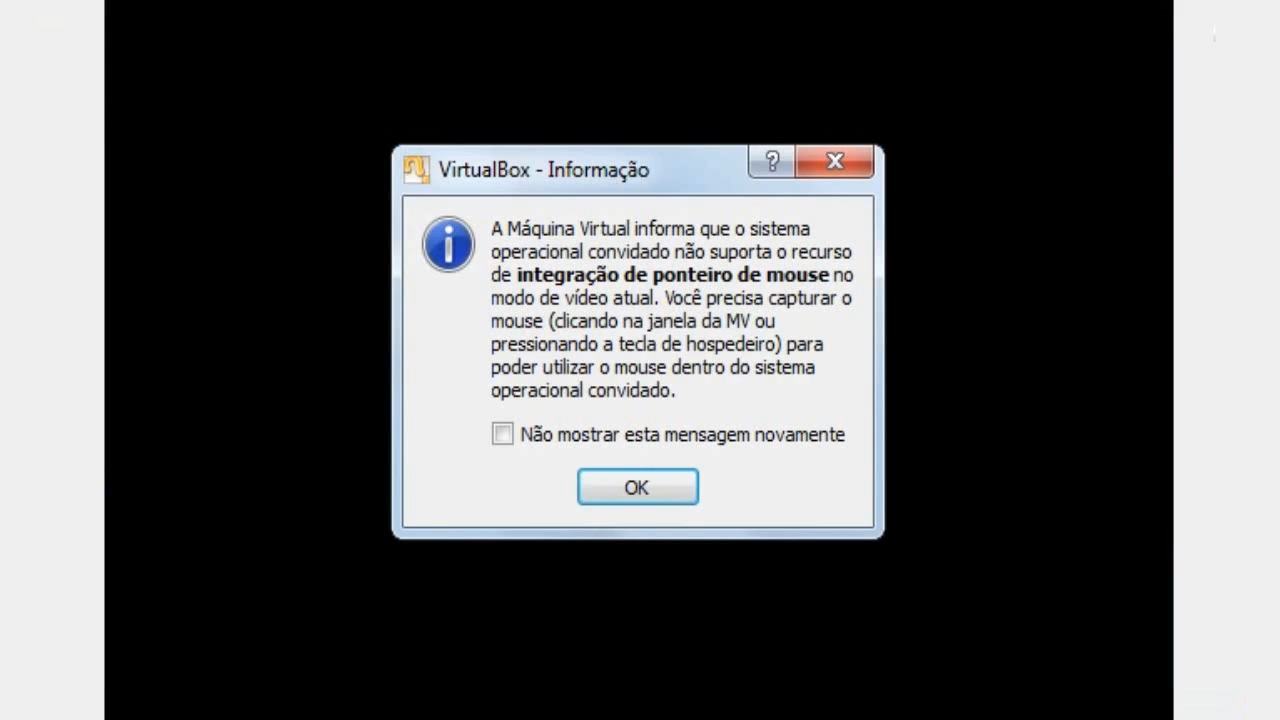 VirtualBox - Informação
A Máquina Virtual informa que o sistema
operacional convidado não suporta o recurso
de integração de ponteiro de mouse no
modo de vídeo atual. Você precisa capturar o
mouse (clicando na janela da MV ou
pressionando a tecla de hospedeiro) para
poder utilizar o mouse dentro do sistema
operacional convidado.
Não mostrar esta mensagem novamente
OK